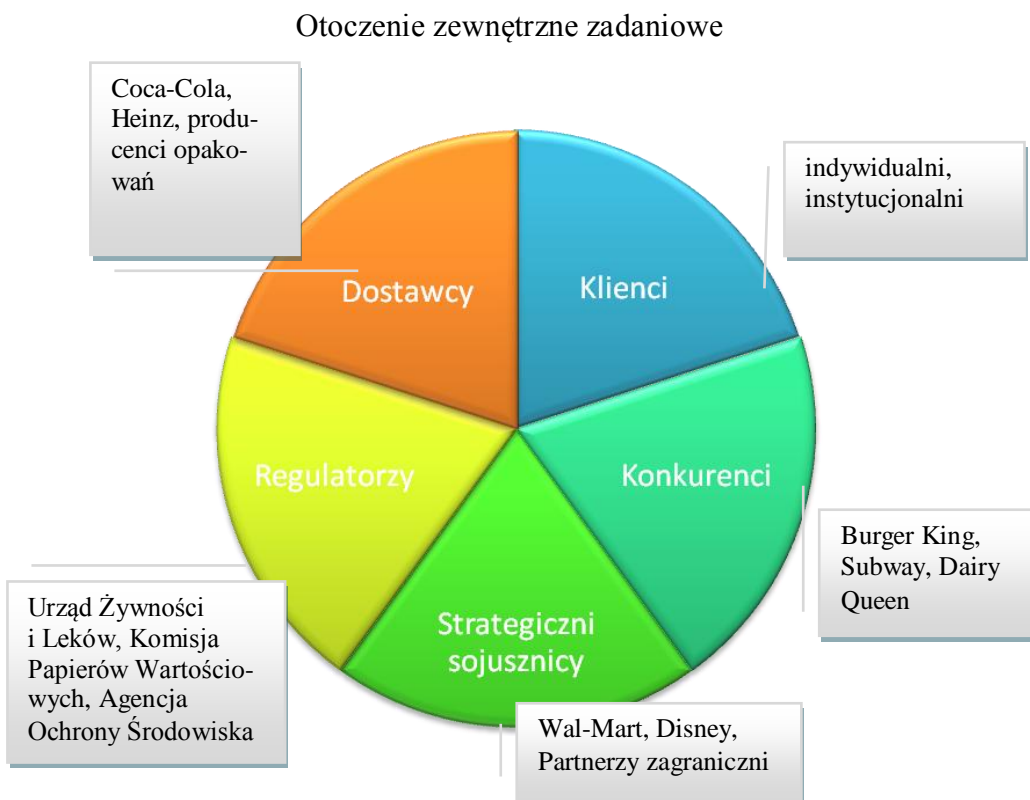 Otoczenie zewnętrzne zadaniowe
Coca-Cola,
Heinz, produ-
cenci opako-
wań
indywidualni,
instytucjonalni
Dostawcy
Klienci
Regulatorzy
Konkurenci
Burger King,
Subway, Dairy
Queen
Urząd Żywności
i Leków, Komisja
Papierów Wartościo-
wych, Agencja
Ochrony Środowiska
Strategiczni
sojusznicy
Wal-Mart, Disney,
Partnerzy zagraniczni